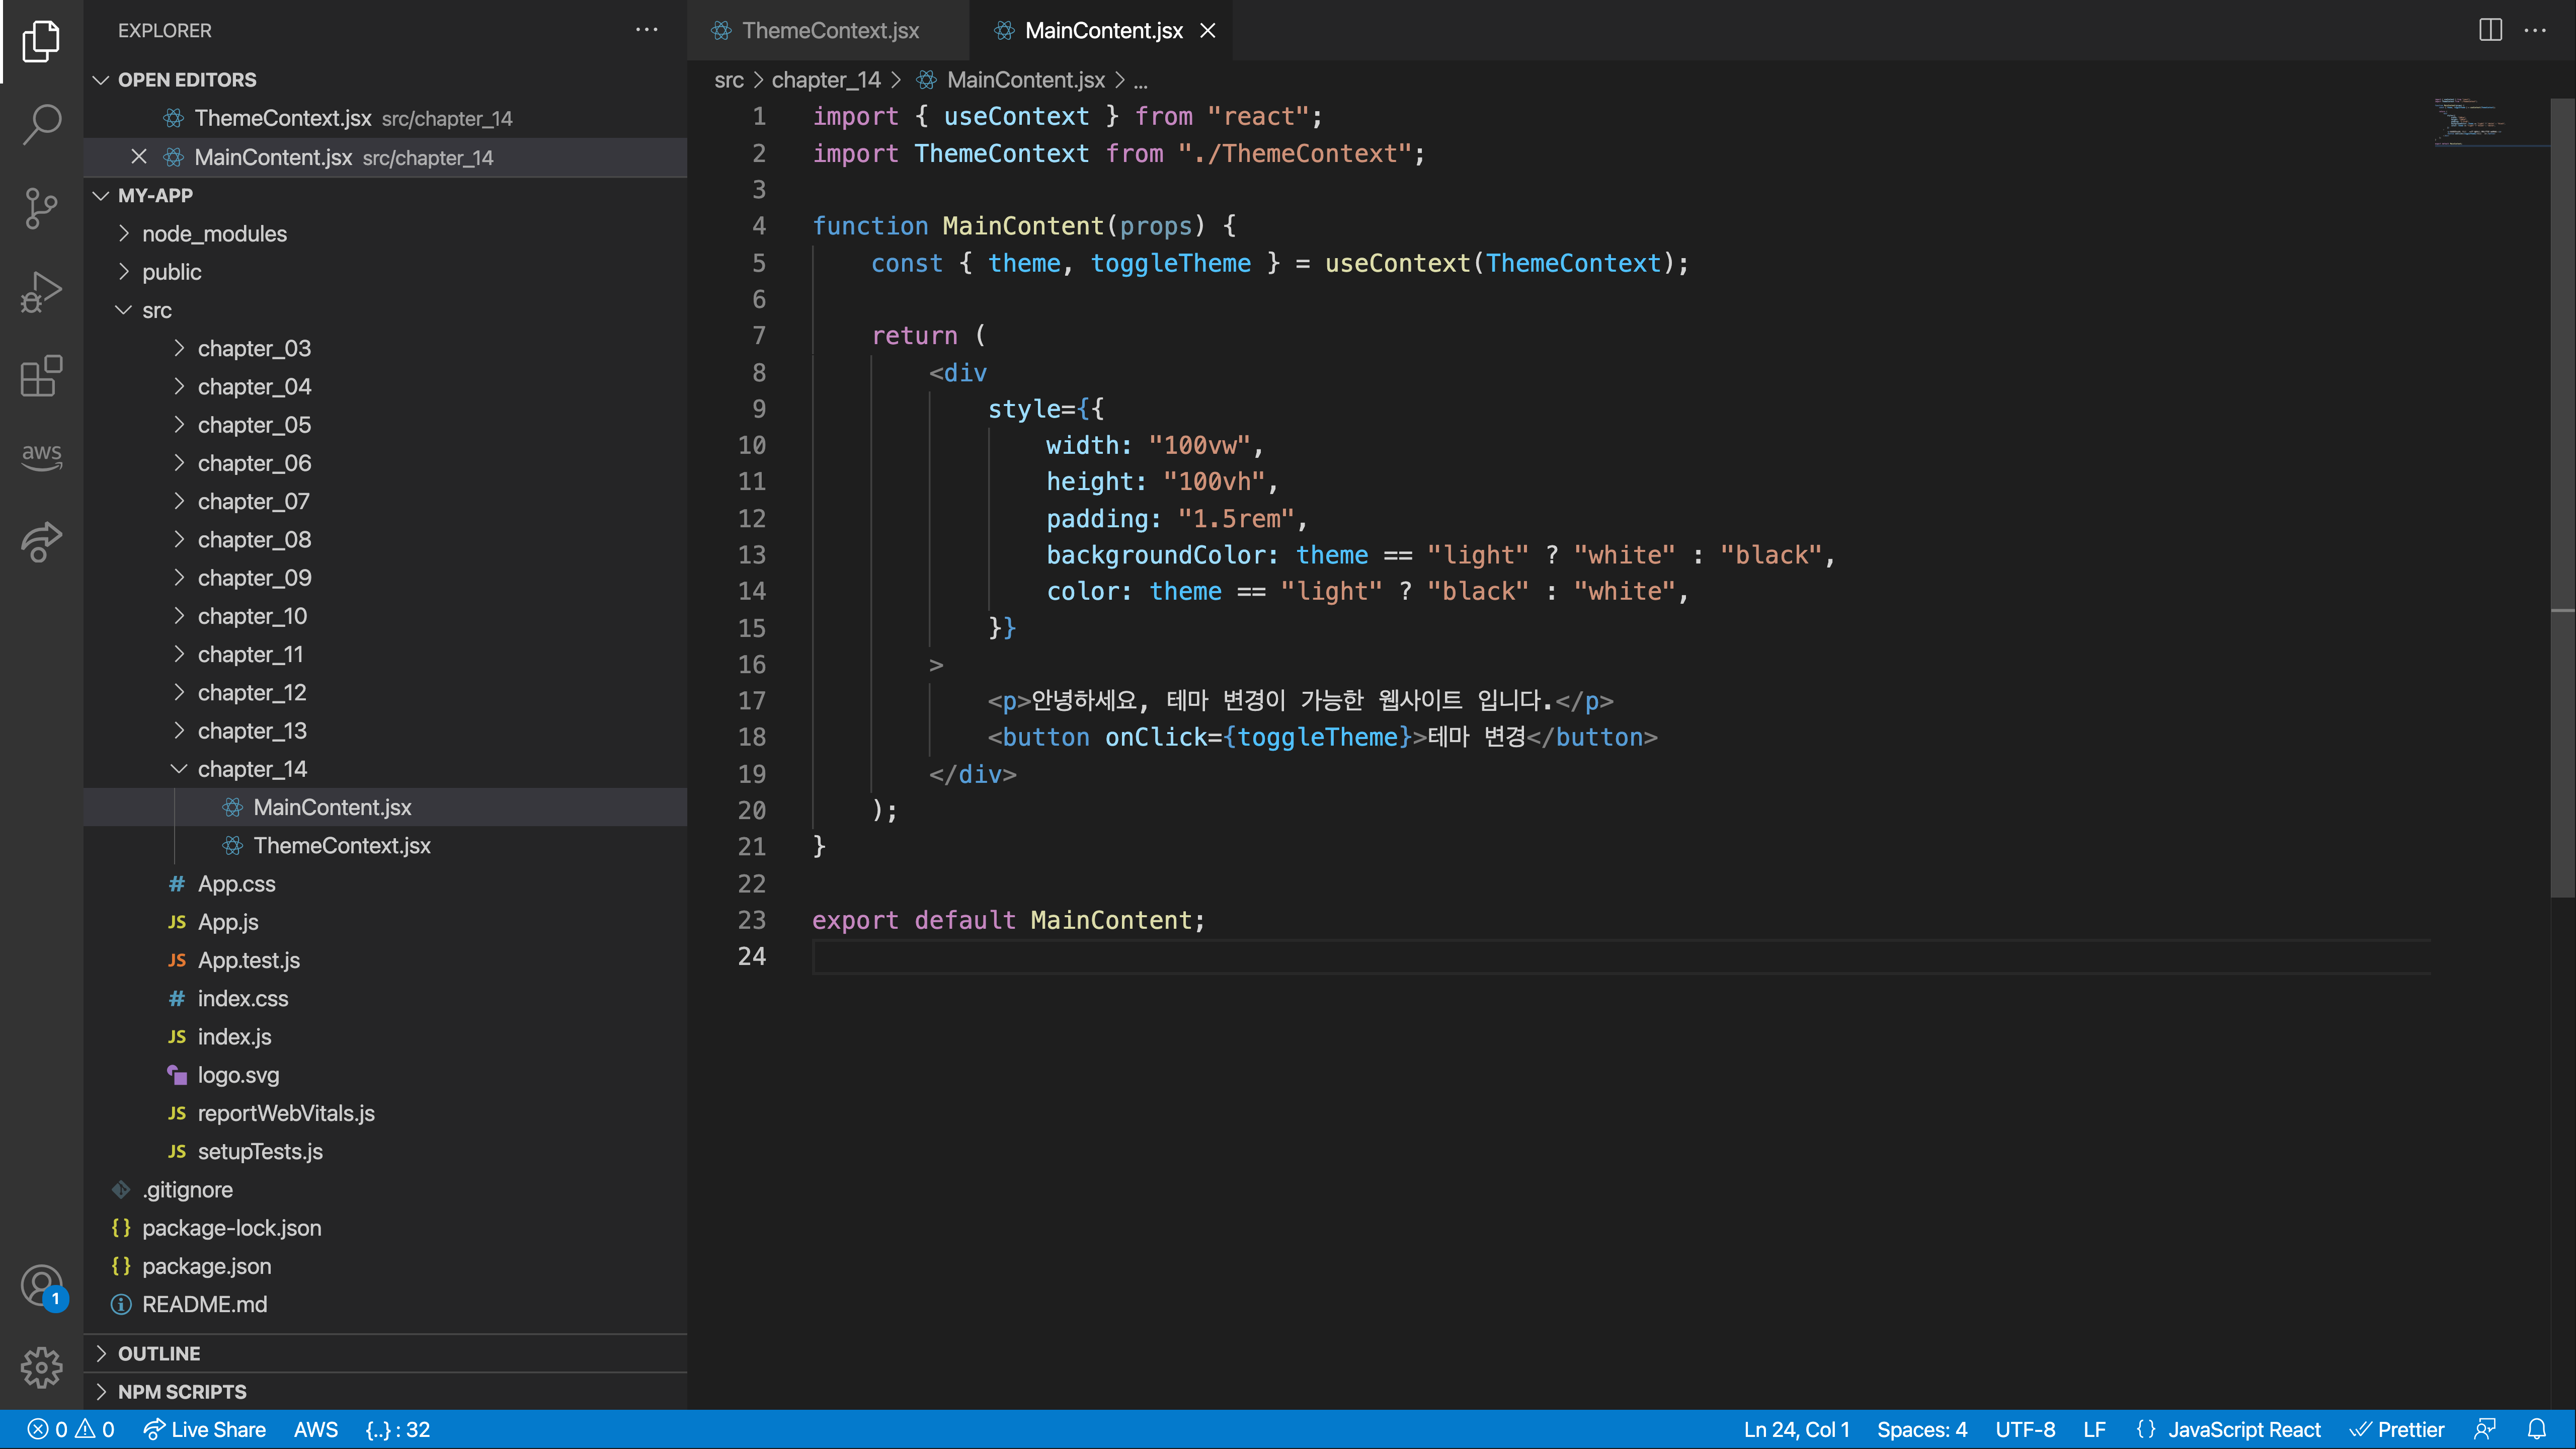 EXPLORER
OPEN EDITORS
ThemeContext.jsx src/chapter_14
MainContent.jsx src/chapter_14
MY-APP
node_modules
public
src
chapter_03
chapter_04
chapter_05
chapter_06
chapter_07
chapter_08
chapter_09
chapter_10
chapter_11
chapter_12
chapter_13
chapter_14
MainContent.jsx
ThemeContext.jsx
# App.css
JS App.js
JS App.test.js
# index.css
JS index.js
logo.svg
JS reportWebVitals.js
JS setupTests.js
.gitignore
{} package-lock.json
{} package.json
README.md
OUTLINE
NPM SCRIPTS
aws
1
ThemeContext.jsx
MainContent.jsx
src > chapter_14 > MainContent.jsx > ...
1 import { useContext } from "react";
2 import ThemeContext from "./ThemeContext";
3
4 function MainContent(props) {
5 const { theme, toggleTheme } = useContext(ThemeContext);
6
7 return (
8 <div
9 style={{
10 width: "100vw",
11 height: "100vh",
12 padding: "1.5rem",
13 backgroundColor: theme == "light" ? "white" : "black",
14 color: theme == "light" ? "black" : "white",
15 }}
16 >
17 <p>안녕하세요, 테마 변경이 가능한 웹사이트 입니다.</p>
18 <button onClick={toggleTheme}>테마 변경</button>
19 </div>
20 );
21 }
22
23 export default MainContent;
24
0 0 Live Share AWS {..} : 32
Ln 24, Col 1 Spaces: 4 UTF-8 LF {} JavaScript React Prettier